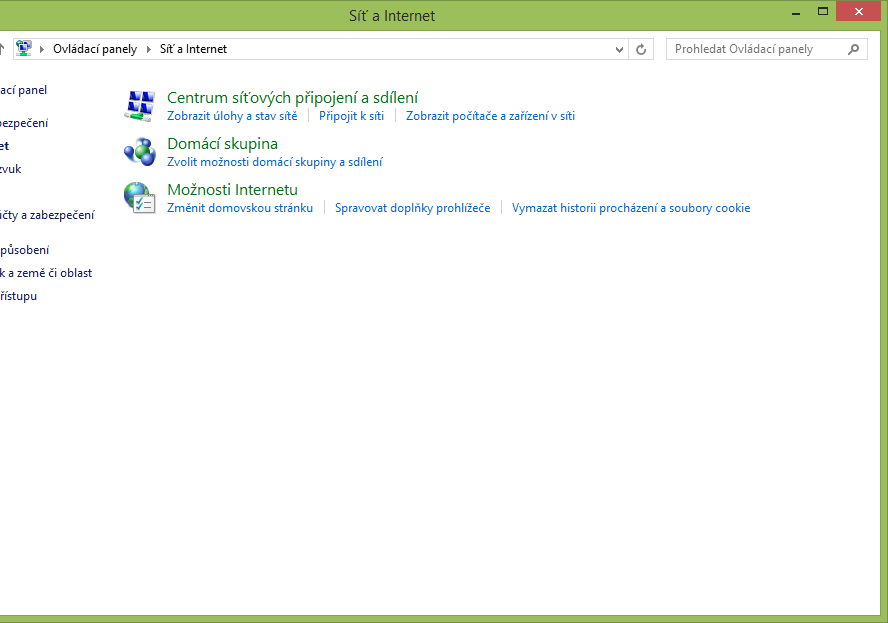 Síť a Internet
Ovládací panely Síť a Internet
Prohledat Ovládací panely
ací panel
ezpečení
et
zvuk
účty a zabezpečení
působení
k a země či oblast
řístupu
Centrum síťových připojení a sdílení
Zobrazit úlohy a stav sítě Připojit k síti Zobrazit počítače a zařízení v síti
Domácí skupina
Zvolit možnosti domácí skupiny a sdílení
Možnosti Internetu
Změnit domovskou stránku Spravovat doplňky prohlížeče Vymazat historii procházení a soubory cookie